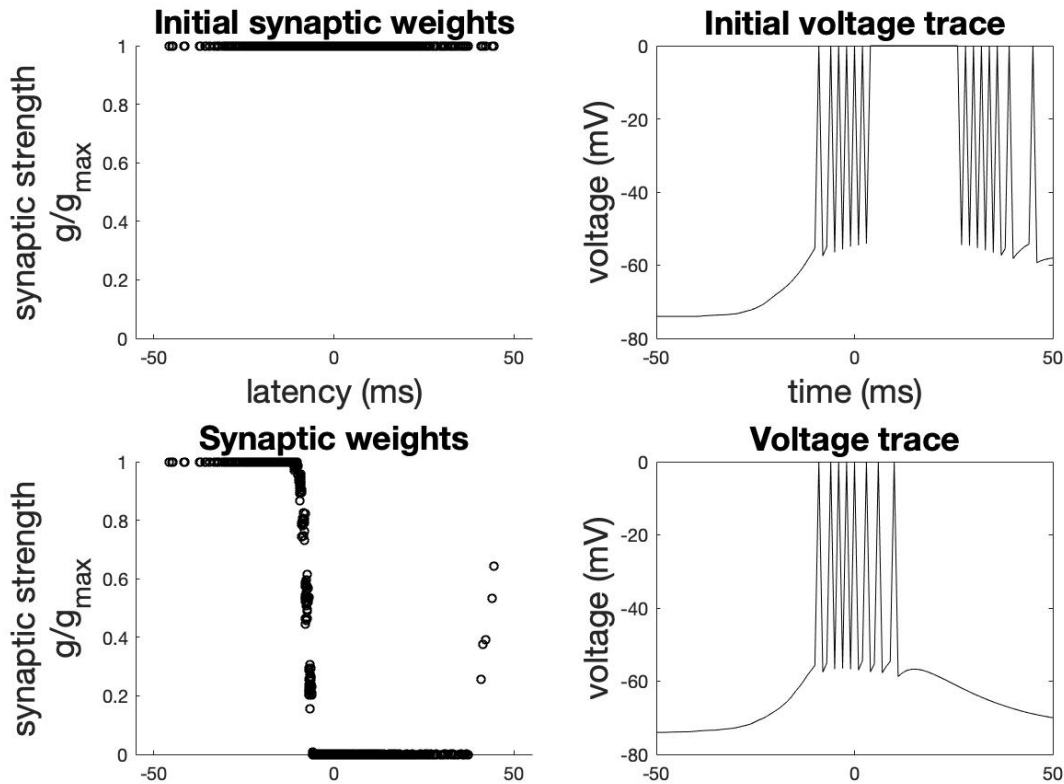 Initial synaptic weights
synaptic strength
g/gmax
1
0.8
0.6
0.4
0.2
0
-50
0
50
latency (ms)
Initial voltage trace
voltage (mV)
0
-20
-40
-60
-80
-50
0
50
time (ms)
Synaptic weights
synaptic strength
g/gmax
1
0.8
0.6
0.4
0.2
0
-50
0
50
Voltage trace
voltage (mV)
0
-20
-40
-60
-80
-50
0
50